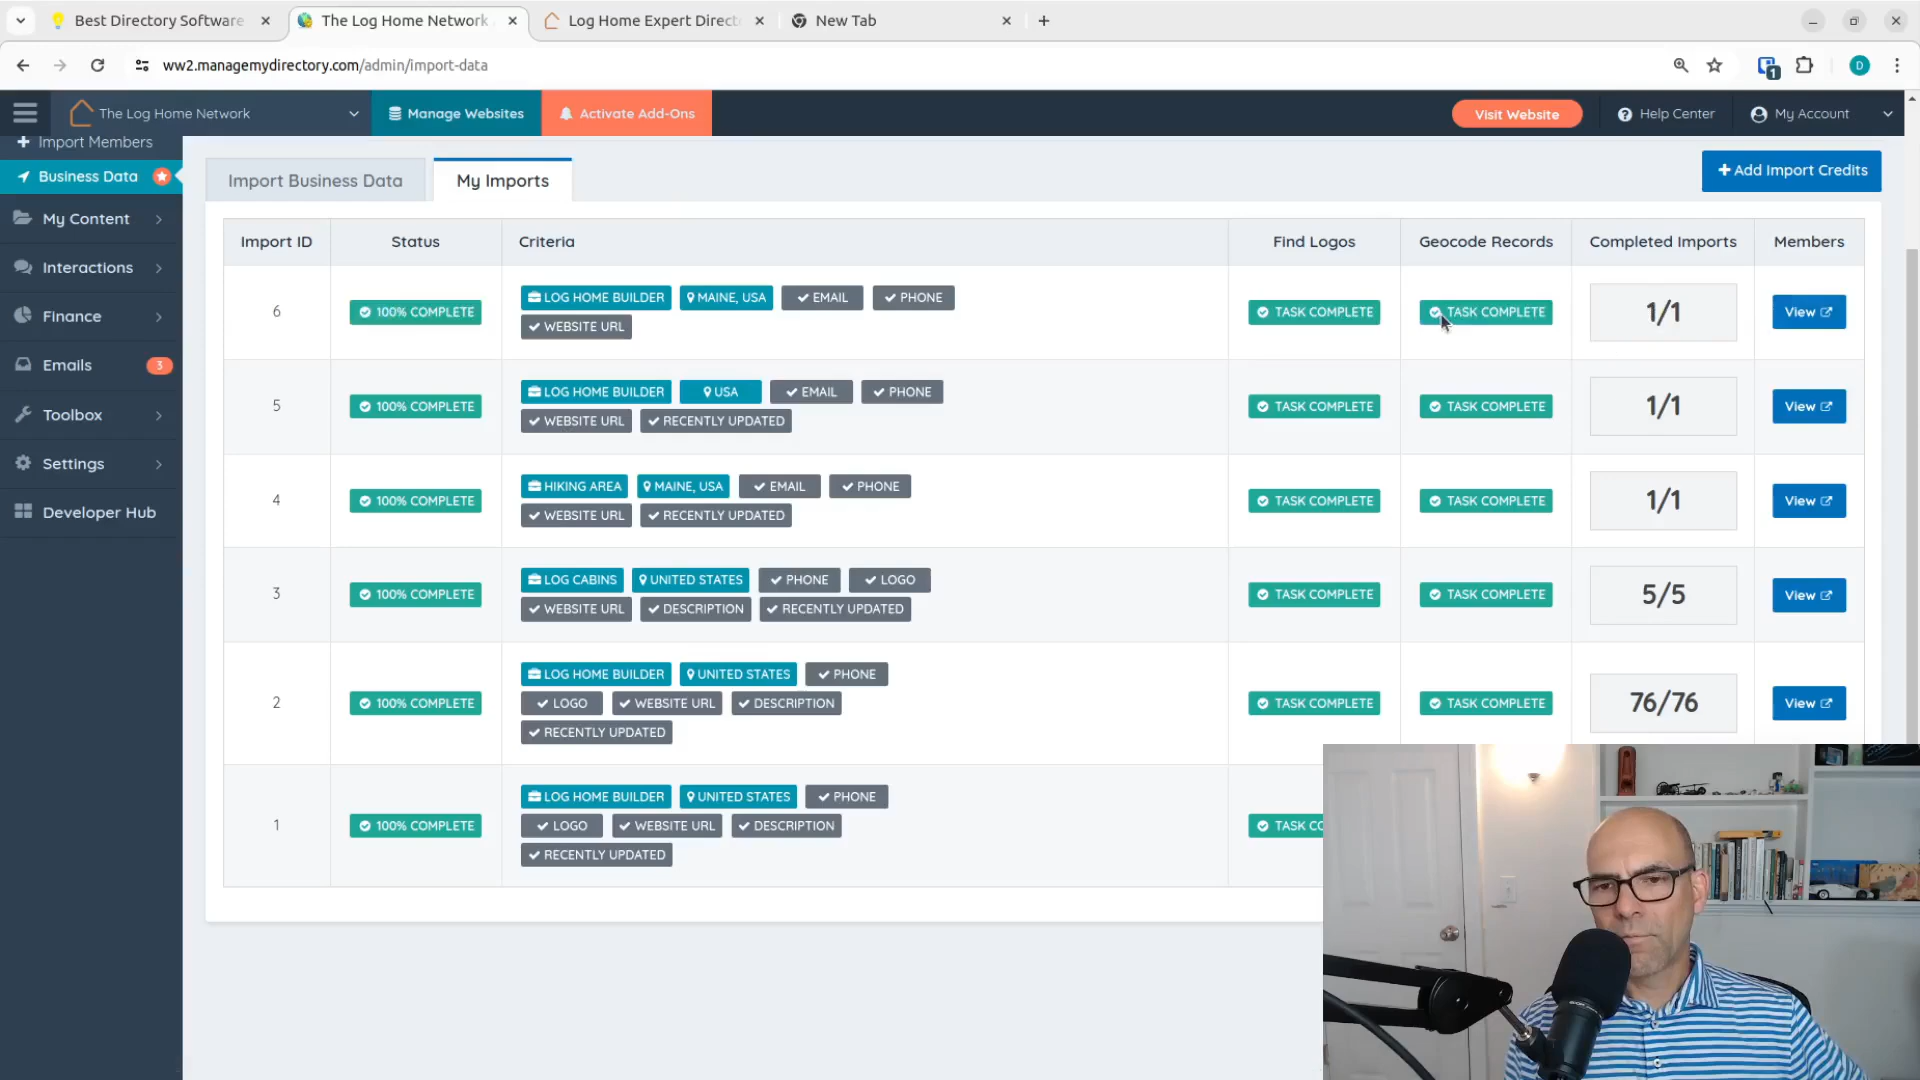 Best Directory Software
The Log Home Network
Log Home Expert Direct
New Tab
ww2.managemydirectory.com/admin/import-data
1
D
The Log Home Network
Manage Websites
Activate Add-Ons
Visit Website
Help Center
My Account
Import Members
Business Data
My Content
Interactions
Finance
Emails 3
Toolbox
Settings
Developer Hub
Import Business Data
My Imports
Add Import Credits
Import ID Status Criteria Find Logos Geocode Records Completed Imports Members
6 100% COMPLETE LOG HOME BUILDER MAINE, USA EMAIL PHONE TASK COMPLETE TASK COMPLETE 1/1 View
WEBSITE URL
5 100% COMPLETE LOG HOME BUILDER USA EMAIL PHONE TASK COMPLETE TASK COMPLETE 1/1 View
WEBSITE URL RECENTLY UPDATED
4 100% COMPLETE HIKING AREA MAINE, USA EMAIL PHONE TASK COMPLETE TASK COMPLETE 1/1 View
WEBSITE URL RECENTLY UPDATED
3 100% COMPLETE LOG CABINS UNITED STATES PHONE LOGO TASK COMPLETE TASK COMPLETE 5/5 View
WEBSITE URL DESCRIPTION RECENTLY UPDATED
2 100% COMPLETE LOG HOME BUILDER UNITED STATES PHONE TASK COMPLETE TASK COMPLETE 76/76 View
LOGO WEBSITE URL DESCRIPTION
RECENTLY UPDATED
1 100% COMPLETE LOG HOME BUILDER UNITED STATES PHONE TASK CO
LOGO WEBSITE URL DESCRIPTION
RECENTLY UPDATED